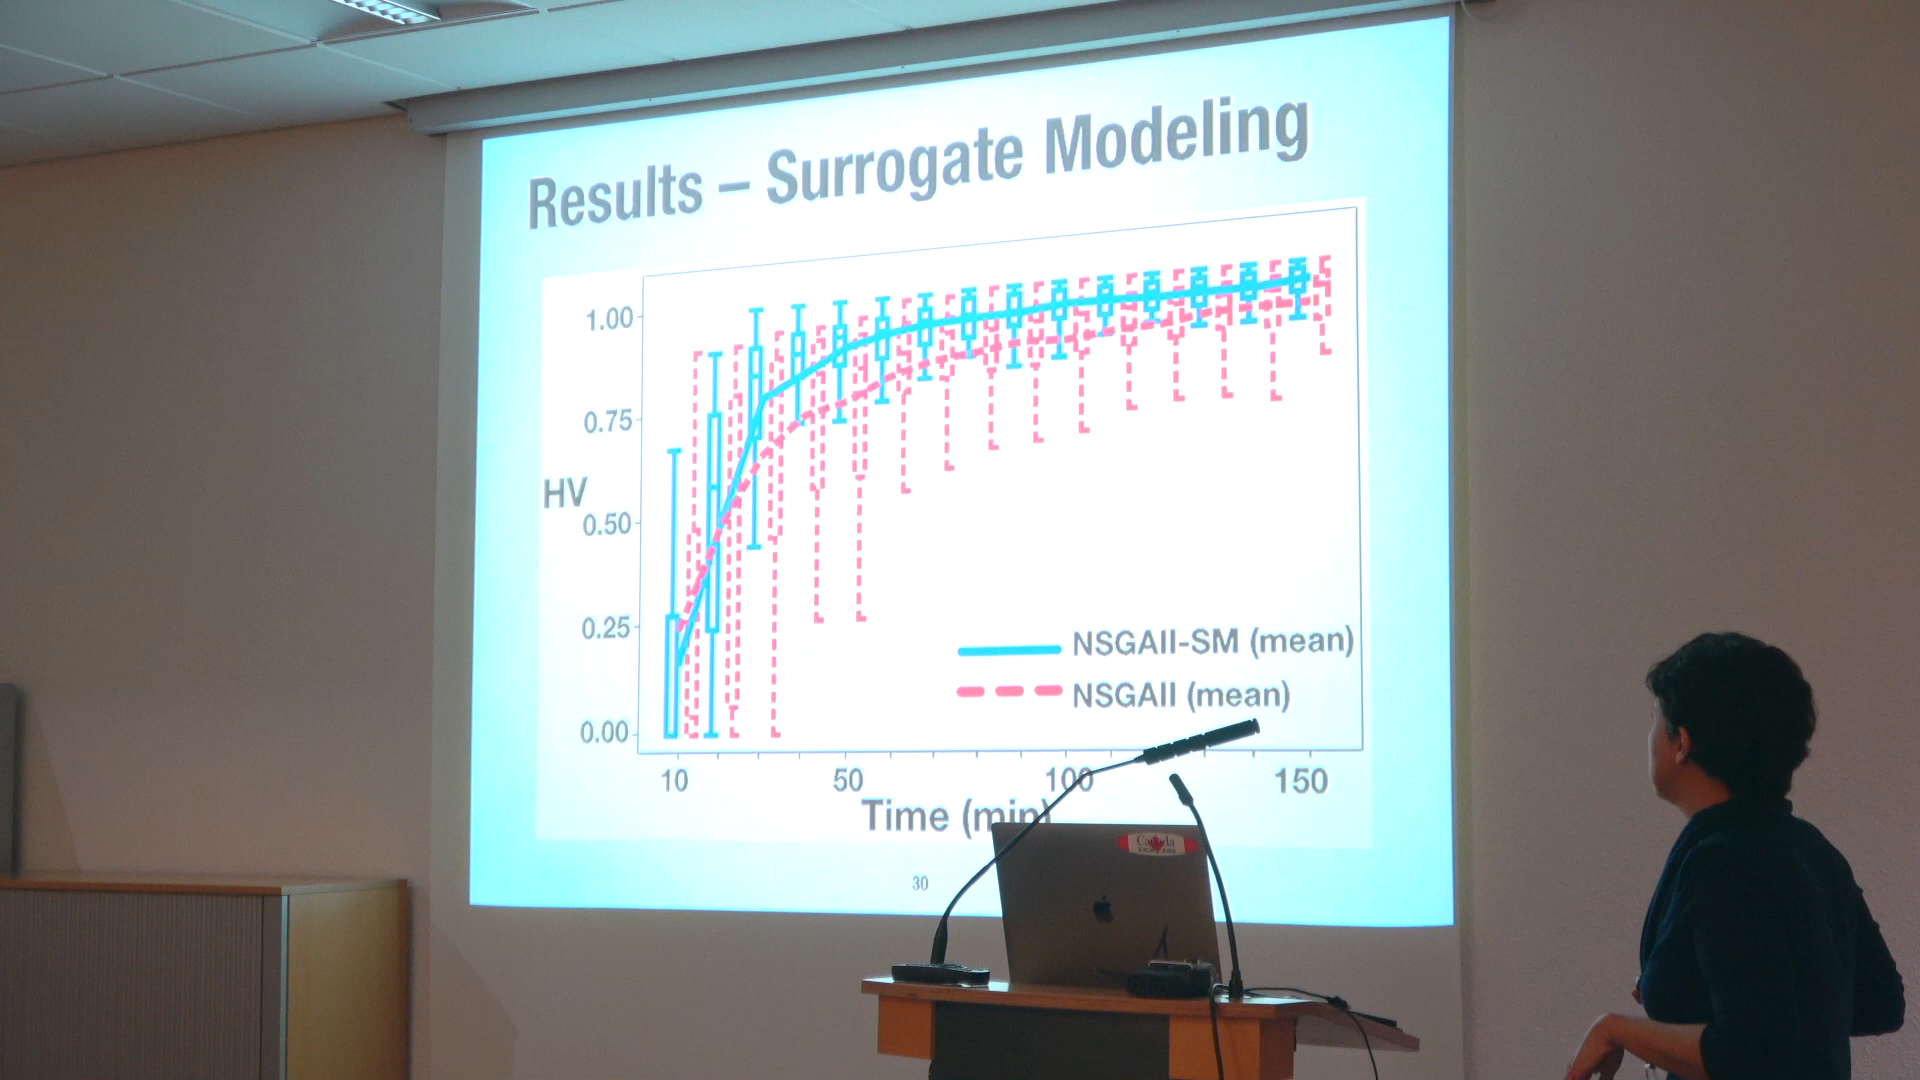 Results – Surrogate Modeling
1.00
0.75
HV
0.50
0.25
0.00
NSGAII-SM (mean)
NSGAII (mean)
10 50 100 150
Time (min)
30
Canada